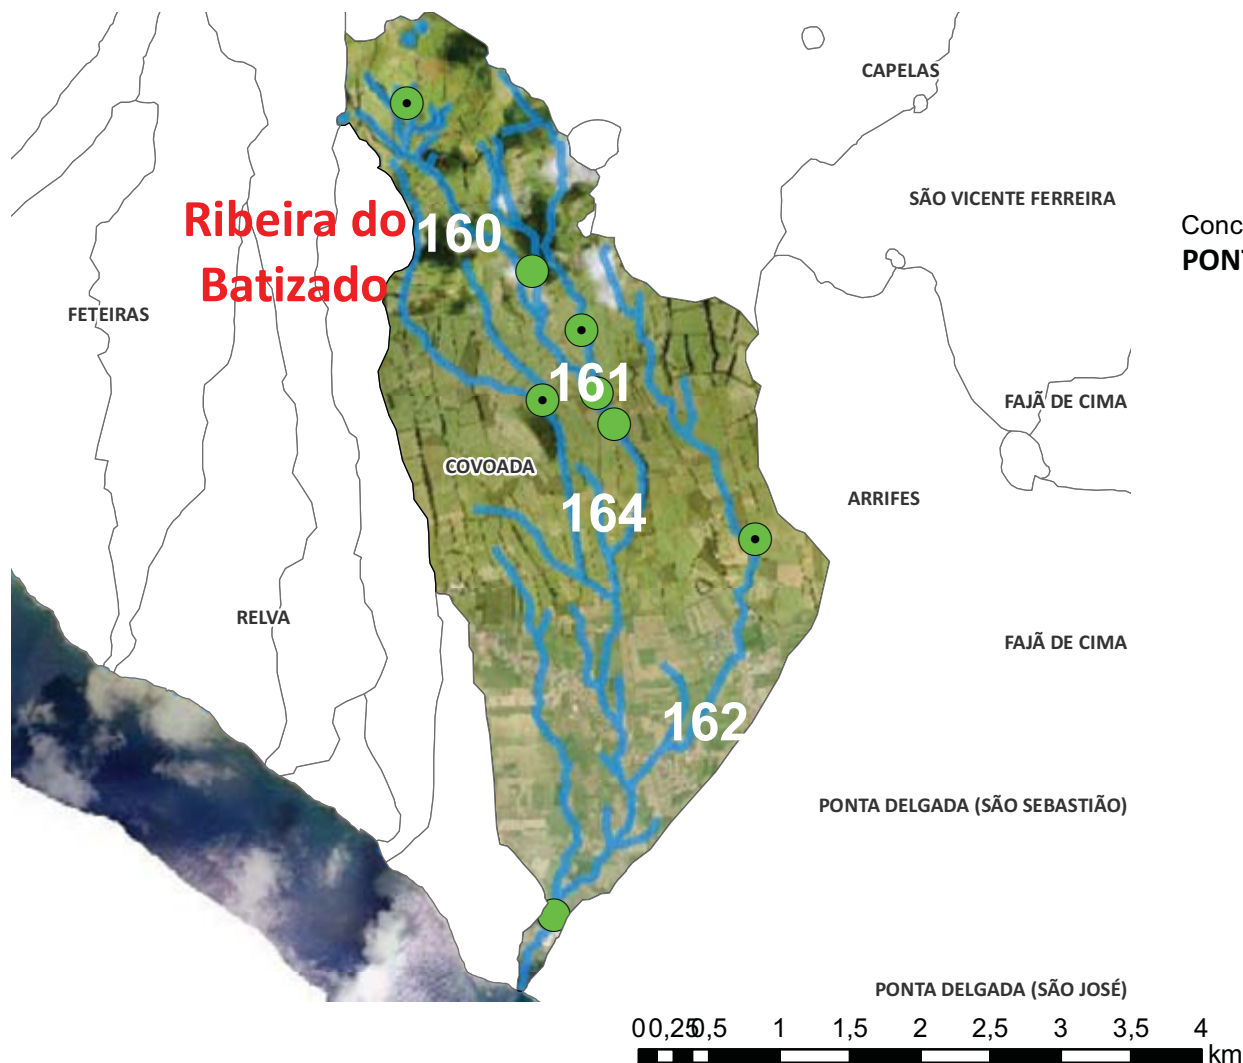 CAPELAS
SÃO VICENTE FERREIRA
Ribeira do
Batizado
160
Conc
PONT
FETEIRAS
161
FAJÃ DE CIMA
COVOADA
ARRIFES
164
RELVA
FAJÃ DE CIMA
162
PONTA DELGADA (SÃO SEBASTIÃO)
PONTA DELGADA (SÃO JOSÉ)
0 0,25 0,5 1 1,5 2 2,5 3 3,5 4
km